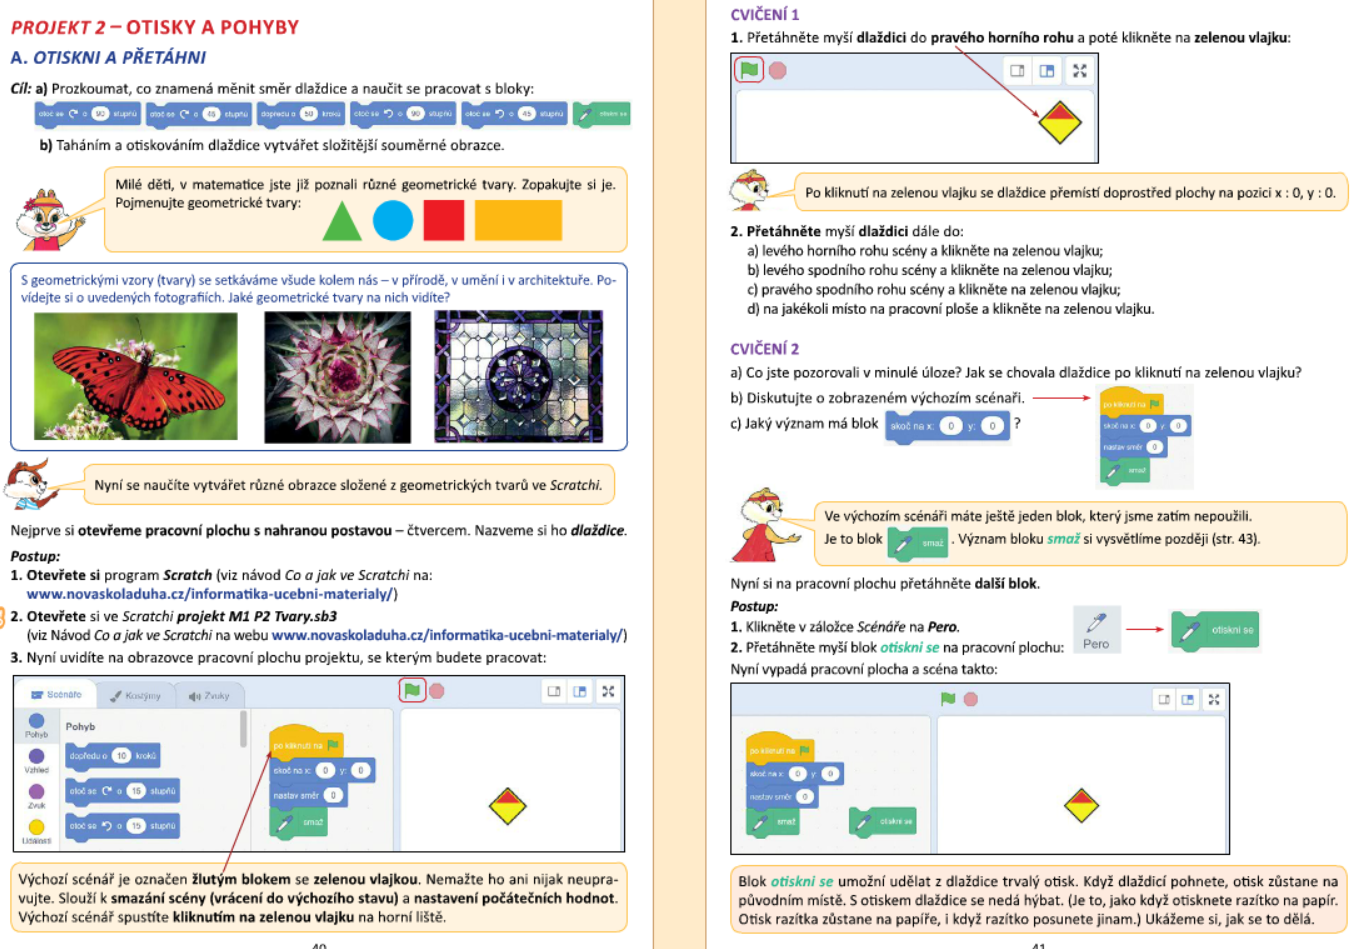 PROJEKT 2 – OTISKY A POHYBY
A. OTISKNI A PŘETÁHNI
Cíl: a) Prozkoumat, co znamená měnit směr dlaždice a naučit se pracovat s bloky:
otoč se o 90 stupňů otoč se o 45 stupňů dopředu o 50 kroků otoč se o 90 stupňů otoč se o 45 stupňů otiskni se
b) Taháním a otiskováním dlaždice vytvářet složitější souměrné obrazce.
Milé děti, v matematice jste již poznali různé geometrické tvary. Zopakujte si je.
Pojmenujte geometrické tvary:
S geometrickými vzory (tvary) se setkáváme všude kolem nás – v přírodě, v umění i v architektuře. Po-
vídejte si o uvedených fotografiích. Jaké geometrické tvary na nich vidíte?
Nyní se naučíte vytvářet různé obrazce složené z geometrických tvarů ve Scratchi.
Nejprve si otevřeme pracovní plochu s nahranou postavou – čtvercem. Nazveme si ho dlaždice.
Postup:
1. Otevřete si program Scratch (viz návod Co a jak ve Scratchi na:
www.novaskoladuha.cz/informatika-ucebni-materialy/)
2. Otevřete si ve Scratchi projekt M1 P2 Tvary.sb3
(viz Návod Co a jak ve Scratchi na webu www.novaskoladuha.cz/informatika-ucebni-materialy/)
3. Nyní uvidíte na obrazovce pracovní plochu projektu, se kterým budete pracovat:
Scénáře Kostýmy Zvuky
Pohyb
Pohyb
Vzhled
Zvuk
Události
dopředu o 10 kroků
otoč se o 15 stupňů
otoč se o 15 stupňů
po kliknutí na
skoč na x: 0 y: 0
nastav směr 0
smaž
Výchozí scénář je označen žlutým blokem se zelenou vlajkou. Nemažte ho ani nijak neupra-
vujte. Slouží k smazání scény (vrácení do výchozího stavu) a nastavení počátečních hodnot.
Výchozí scénář spustíte kliknutím na zelenou vlajku na horní liště.
40
CVIČENÍ 1
1. Přetáhněte myší dlaždici do pravého horního rohu a poté klikněte na zelenou vlajku:
Po kliknutí na zelenou vlajku se dlaždice přemístí doprostřed plochy na pozici x : 0, y : 0.
2. Přetáhněte myší dlaždici dále do:
a) levého horního rohu scény a klikněte na zelenou vlajku;
b) levého spodního rohu scény a klikněte na zelenou vlajku;
c) pravého spodního rohu scény a klikněte na zelenou vlajku;
d) na jakékoli místo na pracovní ploše a klikněte na zelenou vlajku.
CVIČENÍ 2
a) Co jste pozorovali v minulé úloze? Jak se chovala dlaždice po kliknutí na zelenou vlajku?
b) Diskutujte o zobrazeném výchozím scénáři.
c) Jaký význam má blok skoč na x: 0 y: 0 ?
po kliknutí na
skoč na x: 0 y: 0
nastav směr 0
smaž
Ve výchozím scénáři máte ještě jeden blok, který jsme zatím nepoužili.
Je to blok smaž . Význam bloku smaž si vysvětlíme později (str. 43).
Nyní si na pracovní plochu přetáhněte další blok.
Postup:
1. Klikněte v záložce Scénáře na Pero.
2. Přetáhněte myší blok otiskni se na pracovní plochu:
Pero
otiskni se
Nyní vypadá pracovní plocha a scéna takto:
po kliknutí na
skoč na x: 0 y: 0
nastav směr 0
smaž
otiskni se
Blok otiskni se umožní udělat z dlaždice trvalý otisk. Když dlaždicí pohnete, otisk zůstane na
původním místě. S otiskem dlaždice se nedá hýbat. (Je to, jako když otisknete razítko na papír.
Otisk razítka zůstane na papíře, i když razítko posunete jinam.) Ukážeme si, jak se to dělá.
41